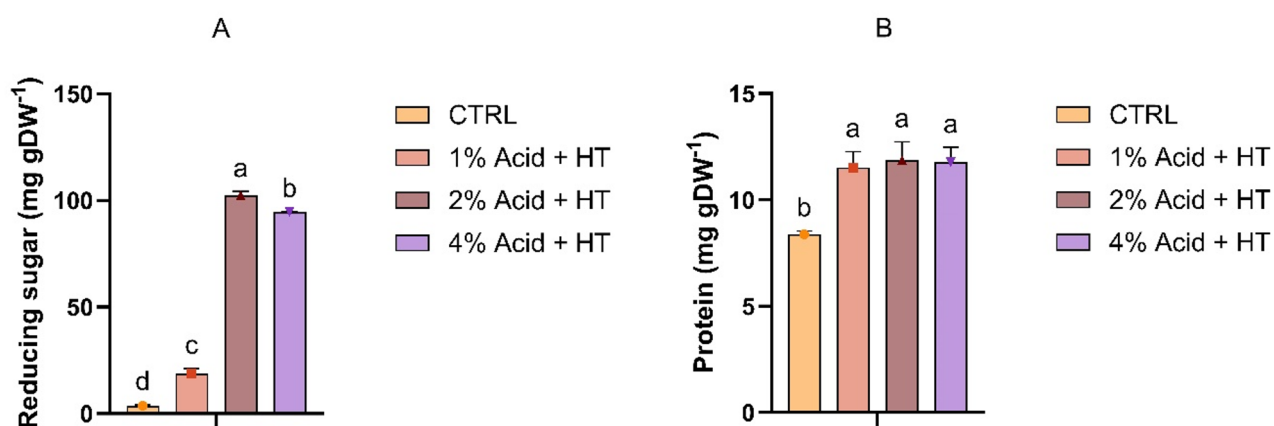 A
Reducing sugar (mg gDW⁻¹)
150
100
50
0
d
c
a
b
CTRL
1% Acid + HT
2% Acid + HT
4% Acid + HT
B
Protein (mg gDW⁻¹)
15
10
5
0
b
a
a
a
CTRL
1% Acid + HT
2% Acid + HT
4% Acid + HT